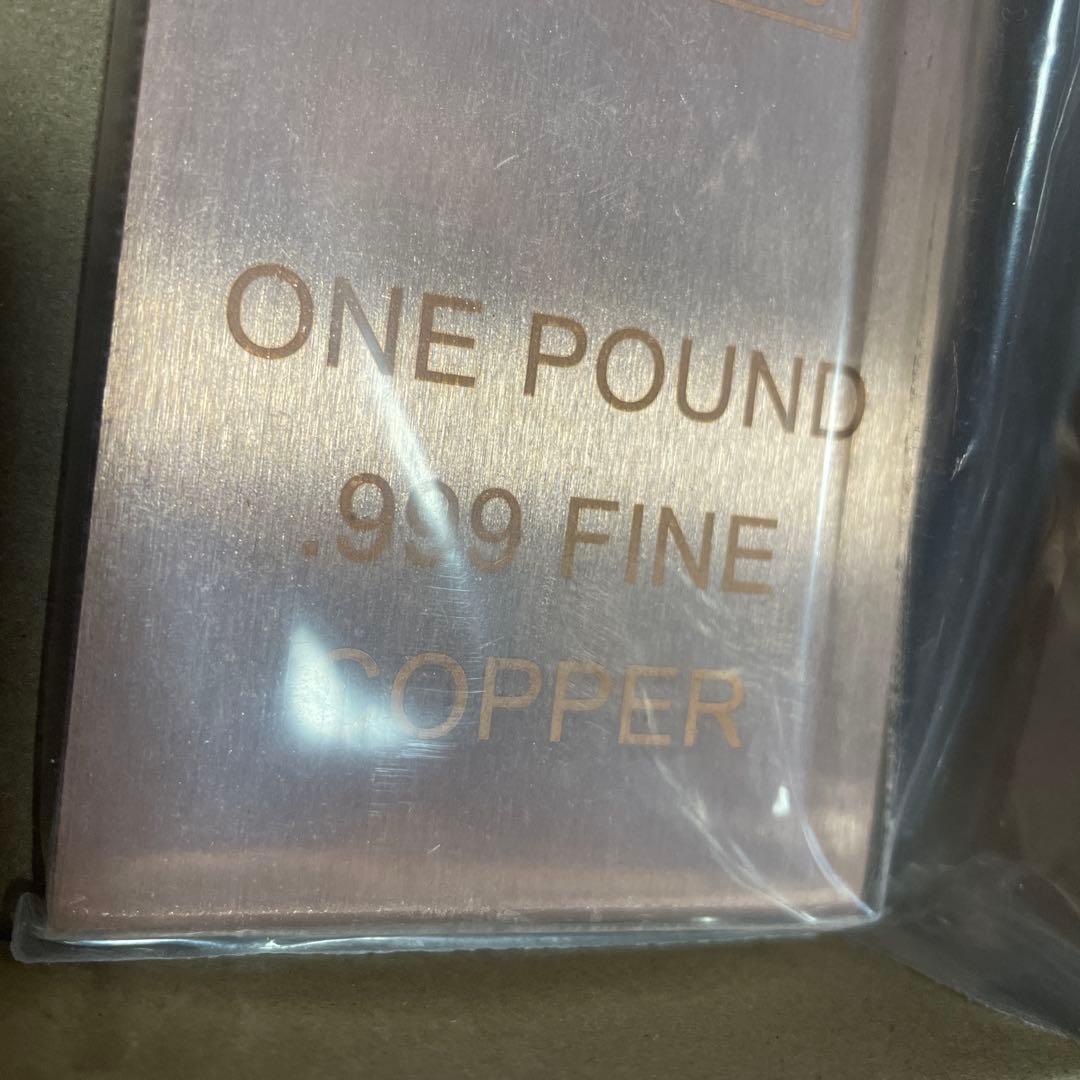 ONE POUND
.999 FINE
COPPER